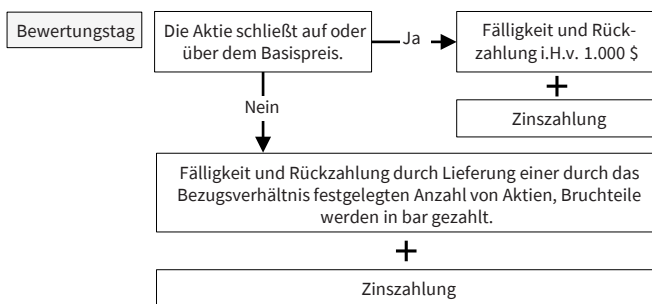 Bewertungstag
Die Aktie schließt auf oder
über dem Basispreis.
Ja
Fälligkeit und Rück-
zahlung i.H.v. 1.000 $
+
Zinszahlung
Nein
Fälligkeit und Rückzahlung durch Lieferung einer durch das
Bezugsverhältnis festgelegten Anzahl von Aktien, Bruchteile
werden in bar gezahlt.
+
Zinszahlung